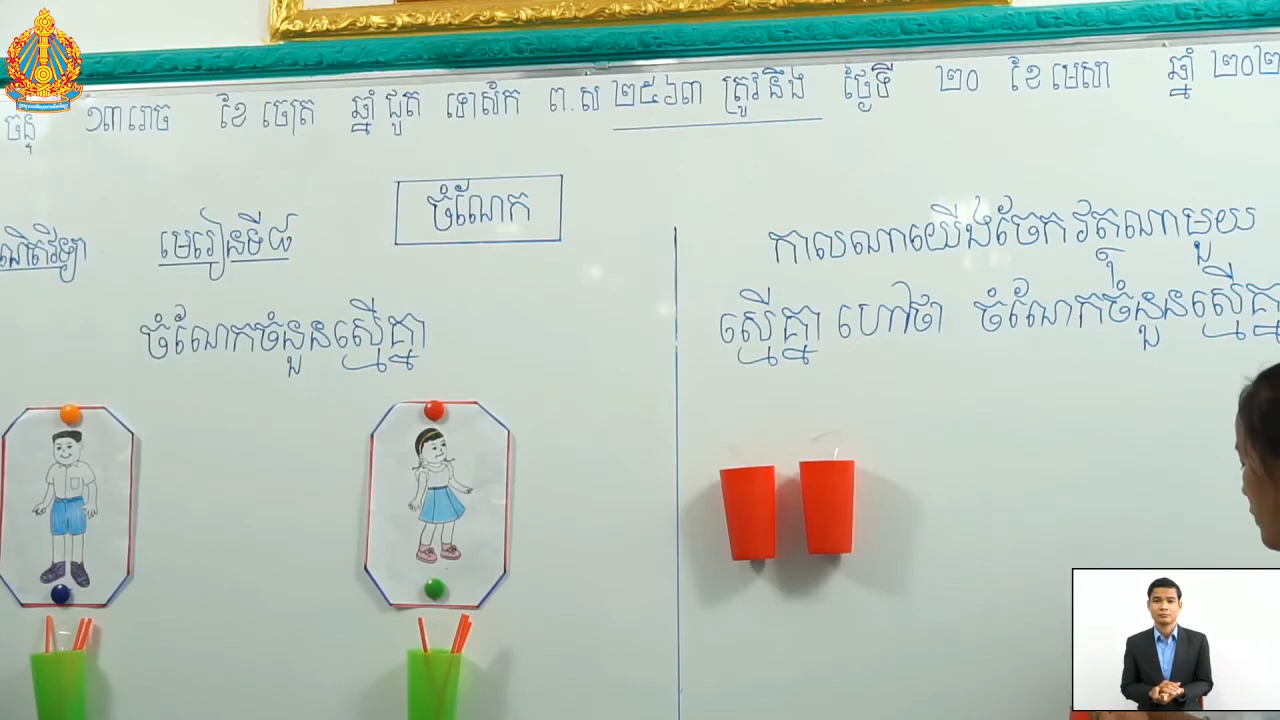 ចន្ទ ១៣រោច ខែ ចេត្រ ឆ្នាំ ជូត ទោស័ក ព.ស ២៥៦៣ ត្រូវនឹង ថ្ងៃទី ២០ ខែ មេសា ឆ្នាំ ២០២
ចំណែក
ណិតវិទ្យា មេរៀនទី៨
ចំណែកចំនួនស្មើគ្នា
កាលណាយើងចែកវត្ថុណាមួយ
ស្មើគ្នា ហៅថា ចំណែកចំនួនស្មើគ្នា